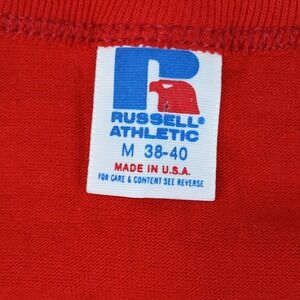 RUSSELL®
ATHLETIC
M 38-40
MADE IN U.S.A.
FOR CARE & CONTENT SEE REVERSE